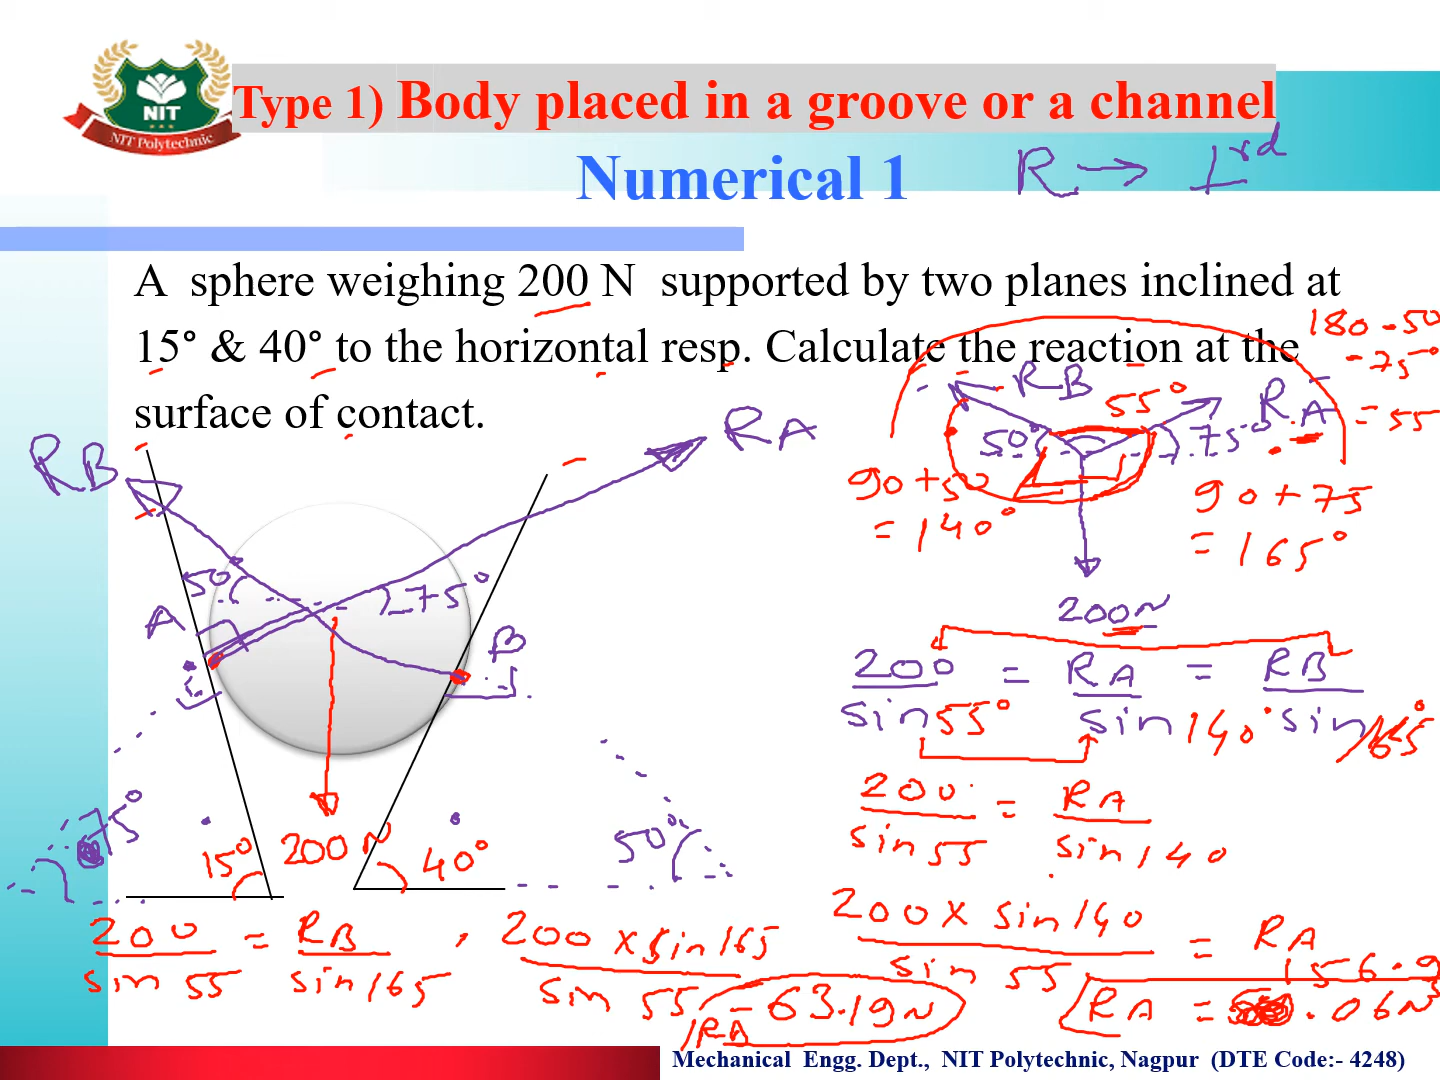 NIT
NIT Polytechnic
Type 1) Body placed in a groove or a channel
Numerical 1
R → ⊥rd
A sphere weighing 200 N supported by two planes inclined at
15° & 40° to the horizontal resp. Calculate the reaction at the
surface of contact.
180-50
-75°
= 55
RB
55°
RA
50°
75°
90+50
= 140°
90+75
= 165°
200N
RB
RA
50°
75°
A
B
75°
15°
200 N
40°
50°
200/sin 55° = RA/sin 140° = RB/sin 165°
200/sin 55 = RA/sin 140
200 × sin 140/sin 55 = RA
200/sin 55 = RB/sin 165 , 200 × sin 165/sin 55
= 63.19N
RA =
Mechanical Engg. Dept., NIT Polytechnic, Nagpur (DTE Code:- 4248)